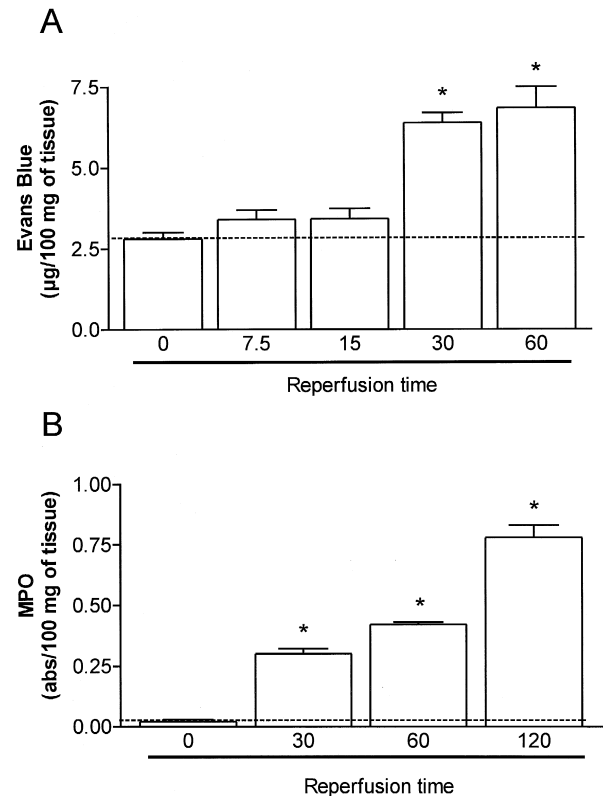 A
Evans Blue
(µg/100 mg of tissue)
7.5
5.0
2.5
0.0
* *
0 7.5 15 30 60
Reperfusion time
B
MPO
(abs/100 mg of tissue)
1.00
0.75
0.50
0.25
0.00
* * *
0 30 60 120
Reperfusion time